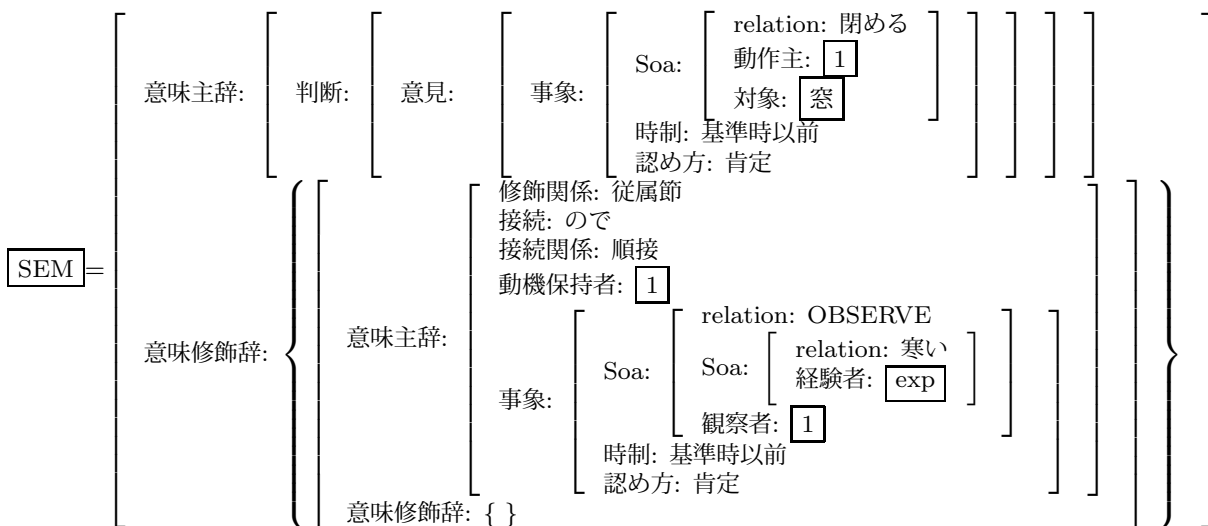 relation: 閉める
Soa: 動作主: 1
意味主辞: 判断: 意見: 事象: 対象: 窓
時制: 基準時以前
認め方: 肯定
修飾関係: 従属節
接続: ので
接続関係: 順接
SEM =
動機保持者: 1
relation: OBSERVE
意味修飾辞: { 意味主辞: relation: 寒い
Soa: Soa: 経験者: exp }
事象: 観察者: 1
時制: 基準時以前
認め方: 肯定
意味修飾辞: { }